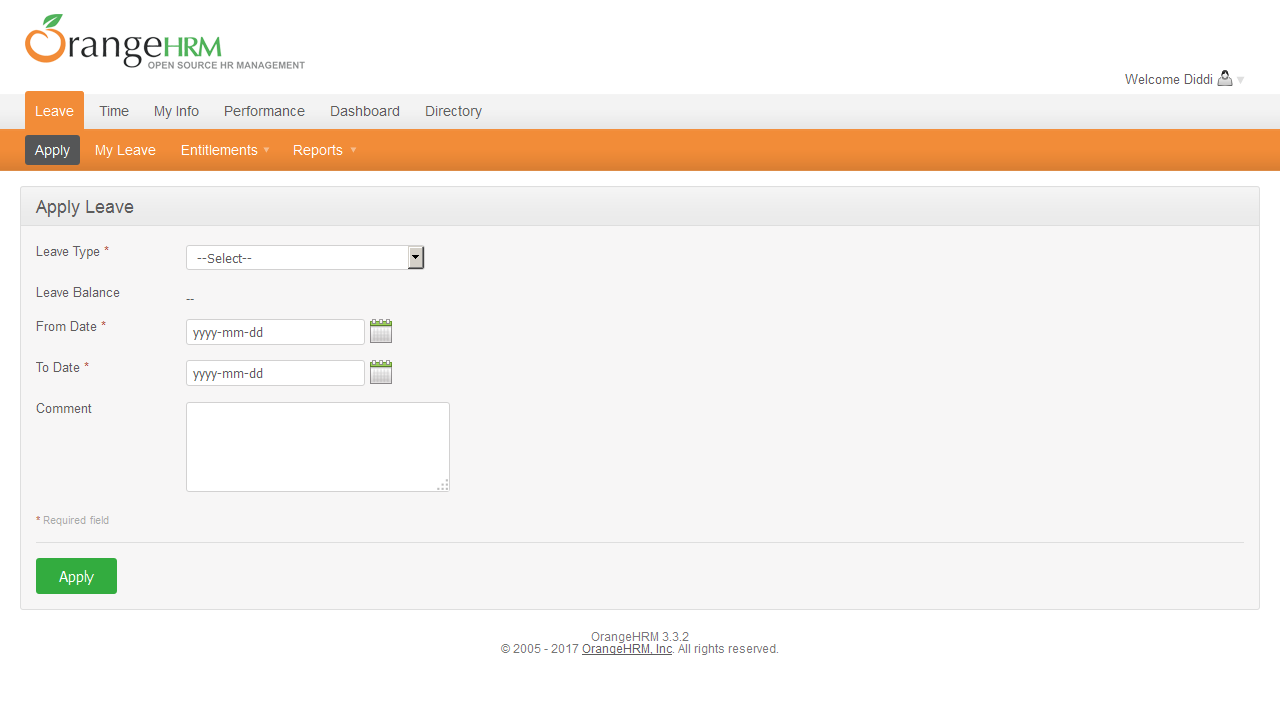 OrangeHRM
OPEN SOURCE HR MANAGEMENT
Welcome Diddi
Leave Time My Info Performance Dashboard Directory
Apply My Leave Entitlements Reports
Apply Leave
Leave Type * --Select--
Leave Balance --
From Date * yyyy-mm-dd
To Date * yyyy-mm-dd
Comment
* Required field
Apply
OrangeHRM 3.3.2
© 2005 - 2017 OrangeHRM, Inc. All rights reserved.